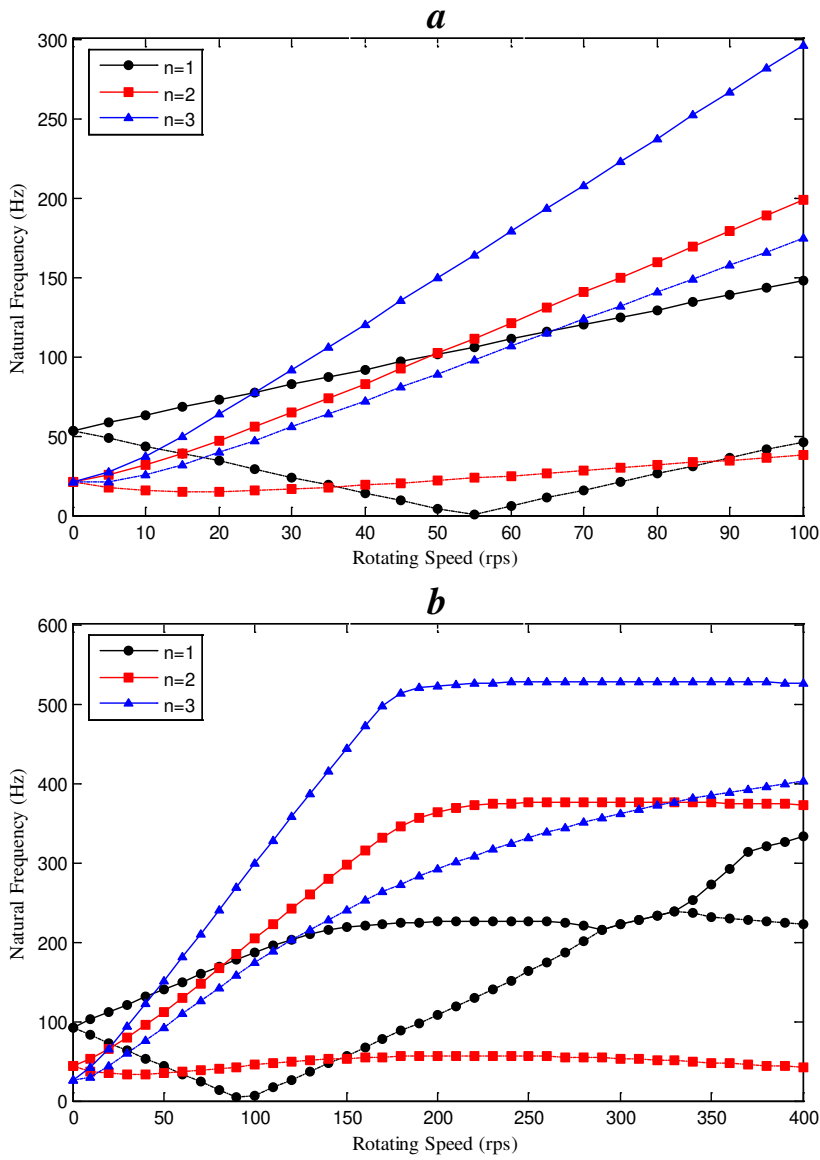 a
300
250
200
150
100
50
0
Natural Frequency (Hz)
n=1
n=2
n=3
0 10 20 30 40 50 60 70 80 90 100
Rotating Speed (rps)
b
600
500
400
300
200
100
0
Natural Frequency (Hz)
n=1
n=2
n=3
0 50 100 150 200 250 300 350 400
Rotating Speed (rps)